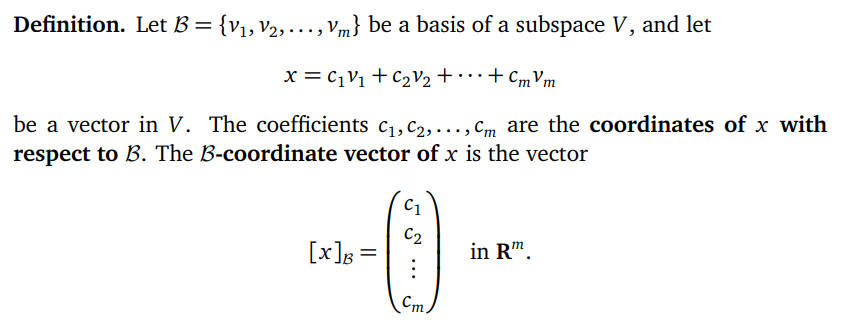 Definition. Let ℬ = {v₁, v₂, . . . , vₘ} be a basis of a subspace V, and let
x = c₁v₁ + c₂v₂ + ··· + cₘvₘ
be a vector in V. The coefficients c₁, c₂, . . . , cₘ are the coordinates of x with
respect to ℬ. The ℬ-coordinate vector of x is the vector
[x]ℬ = (c₁ c₂ ⋮ cₘ) in Rᵐ.